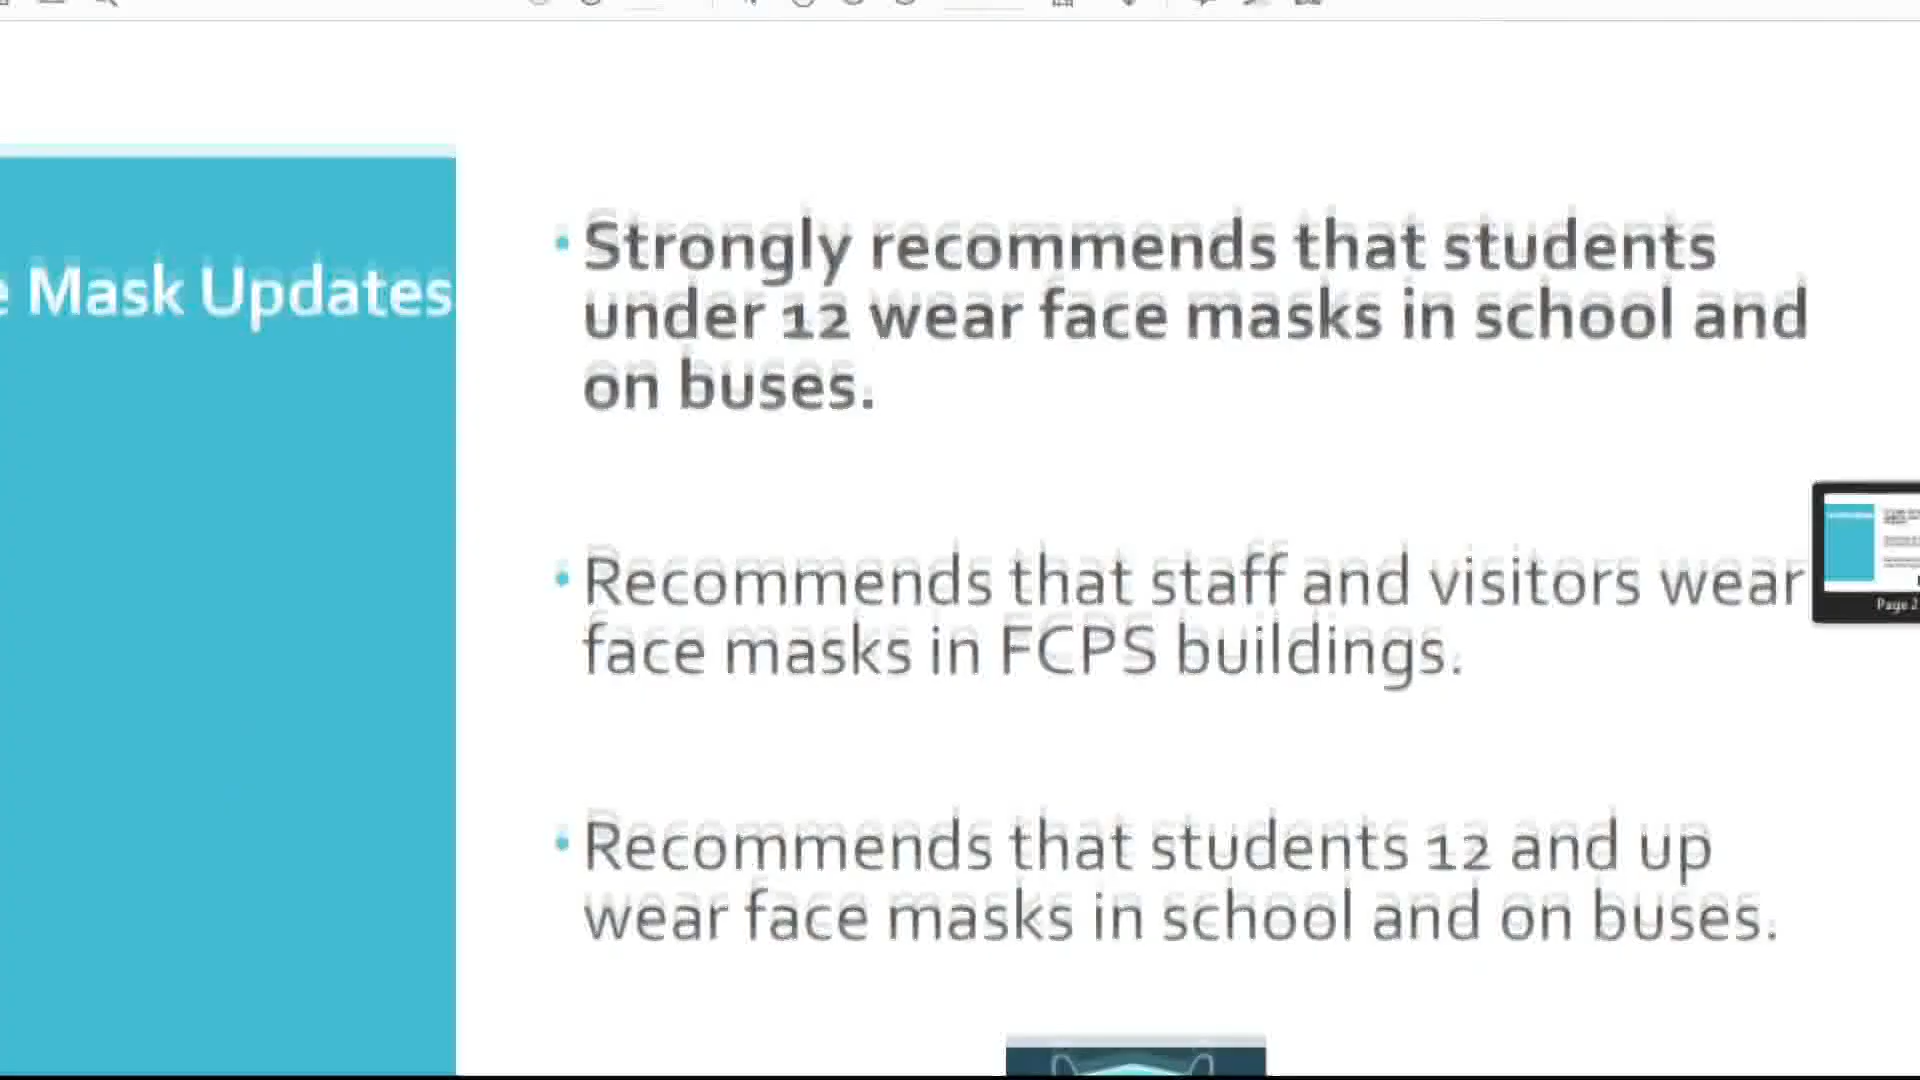 Mask Updates
• Strongly recommends that students
under 12 wear face masks in school and
on buses.
• Recommends that staff and visitors wear
face masks in FCPS buildings.
• Recommends that students 12 and up
wear face masks in school and on buses.
Page 2